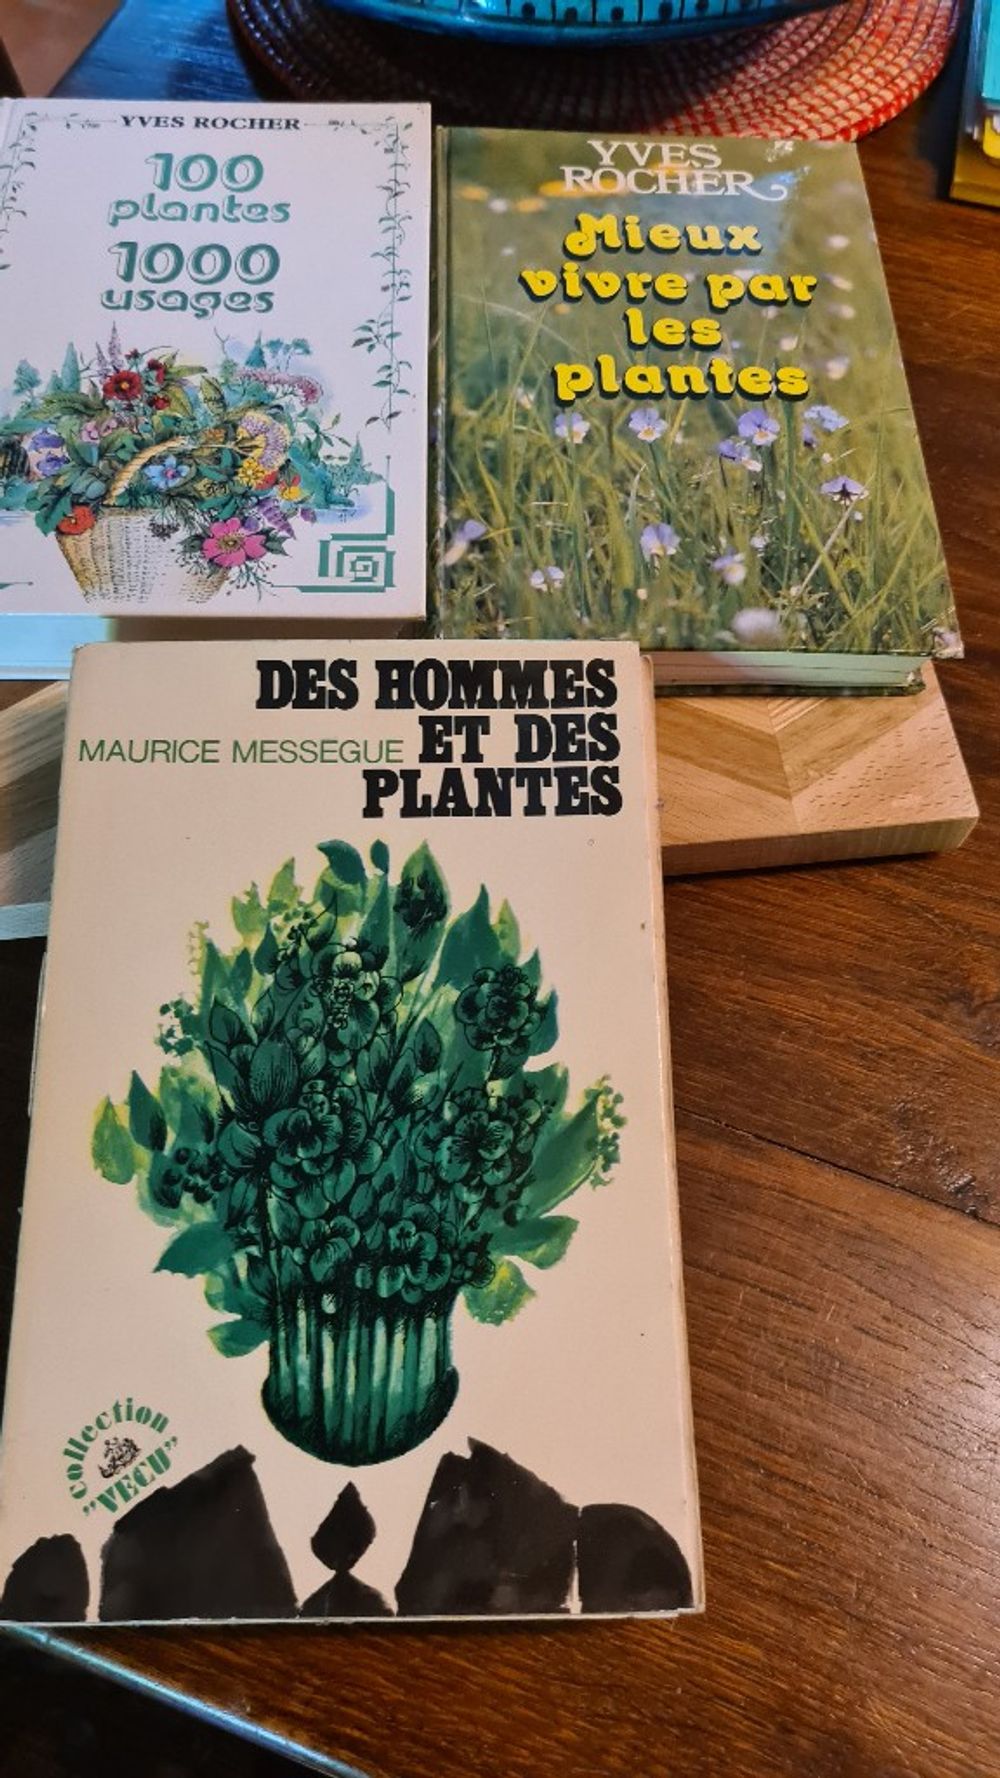 YVES ROCHER
100
plantes
1000
usages
YVES
ROCHER
Mieux
vivre par
les
plantes
DES HOMMES
MAURICE MESSEGUE ET DES
PLANTES
collection
"VECU"